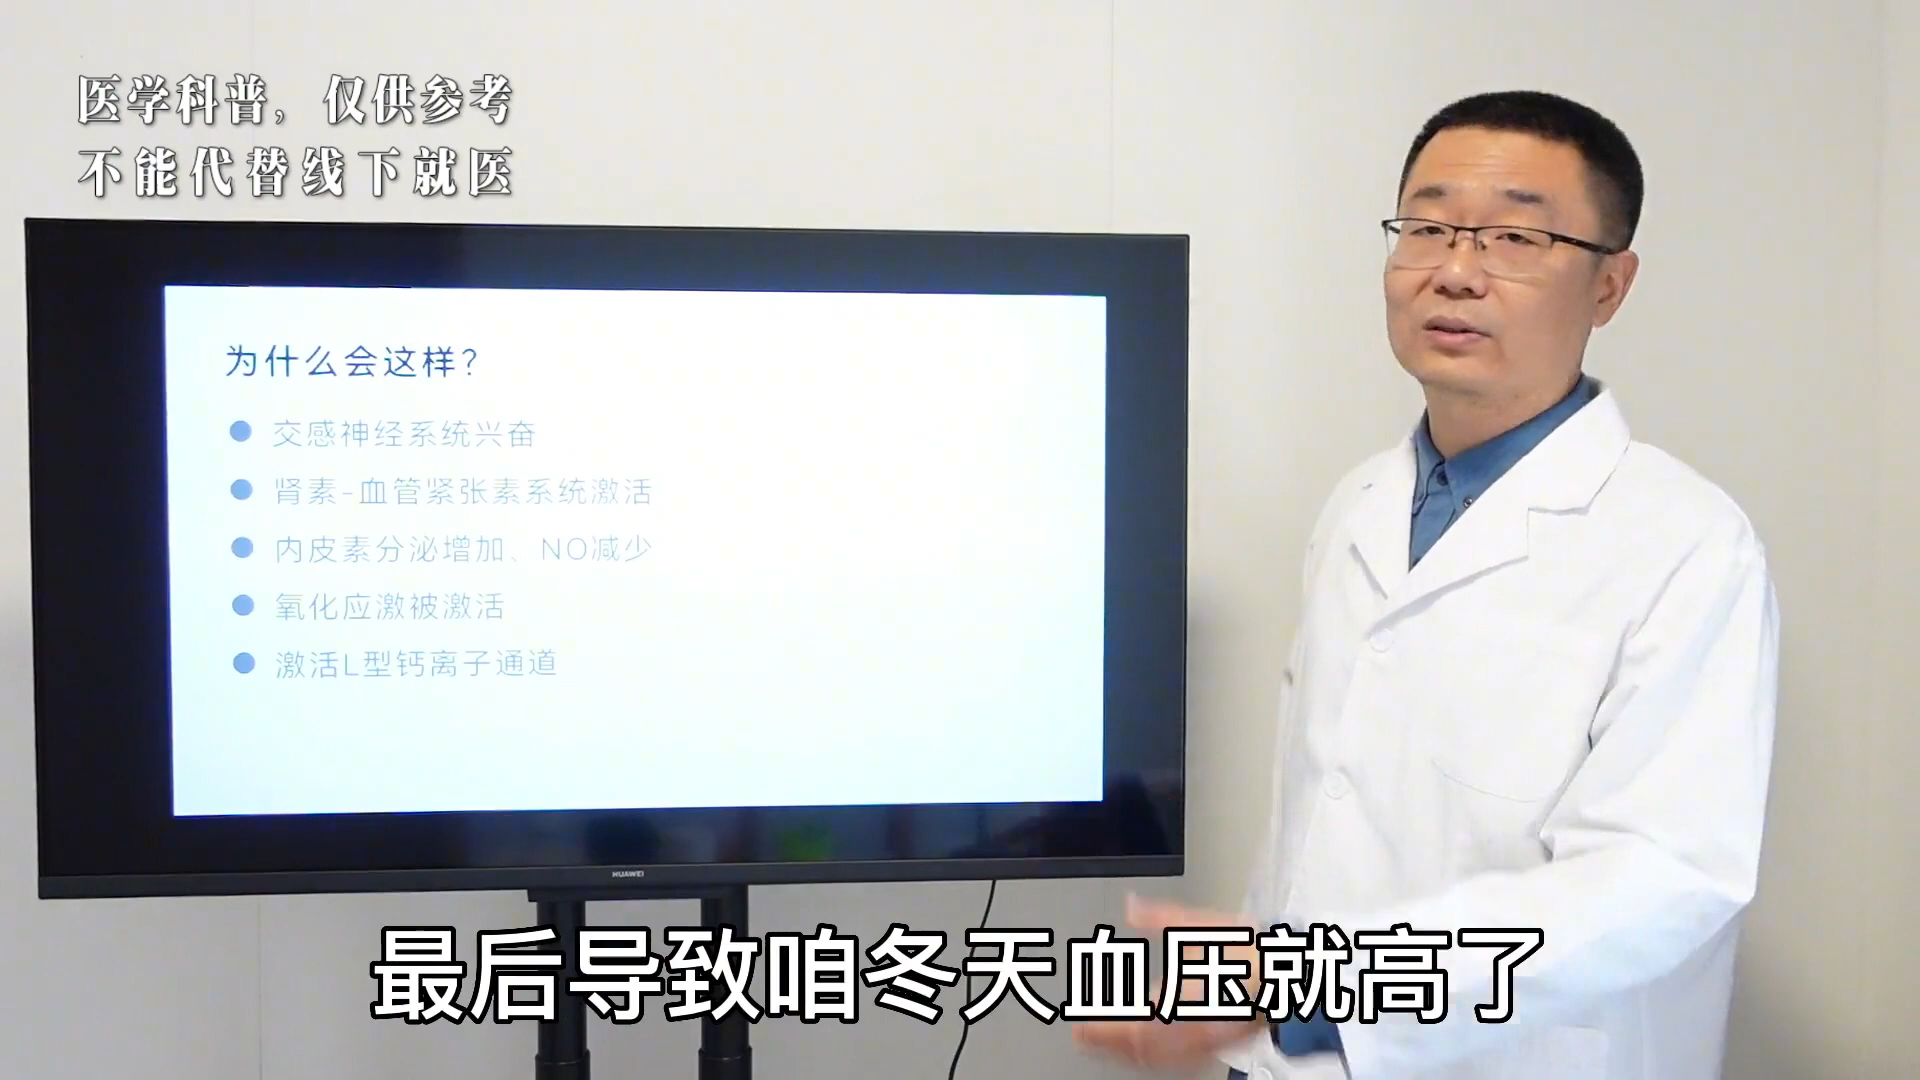 医学科普，仅供参考
不能代替线下就医
为什么会这样？
交感神经系统兴奋
肾素-血管紧张素系统激活
内皮素分泌增加、NO减少
氧化应激被激活
激活L型钙离子通道
HUAWEI
最后导致咱冬天血压就高了